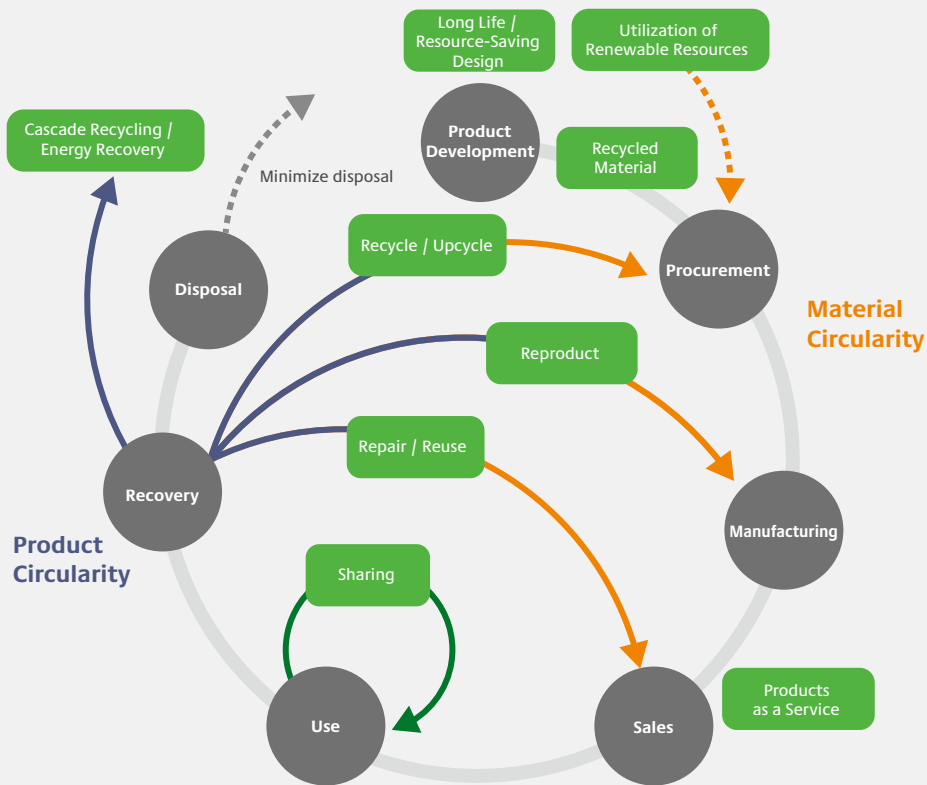 Long Life /
Resource-Saving
Design
Utilization of
Renewable Resources
Cascade Recycling /
Energy Recovery
Product
Development
Recycled
Material
Minimize disposal
Recycle / Upcycle
Procurement
Disposal
Material
Circularity
Reproduct
Repair / Reuse
Recovery
Manufacturing
Product
Circularity
Sharing
Products
as a Service
Use
Sales